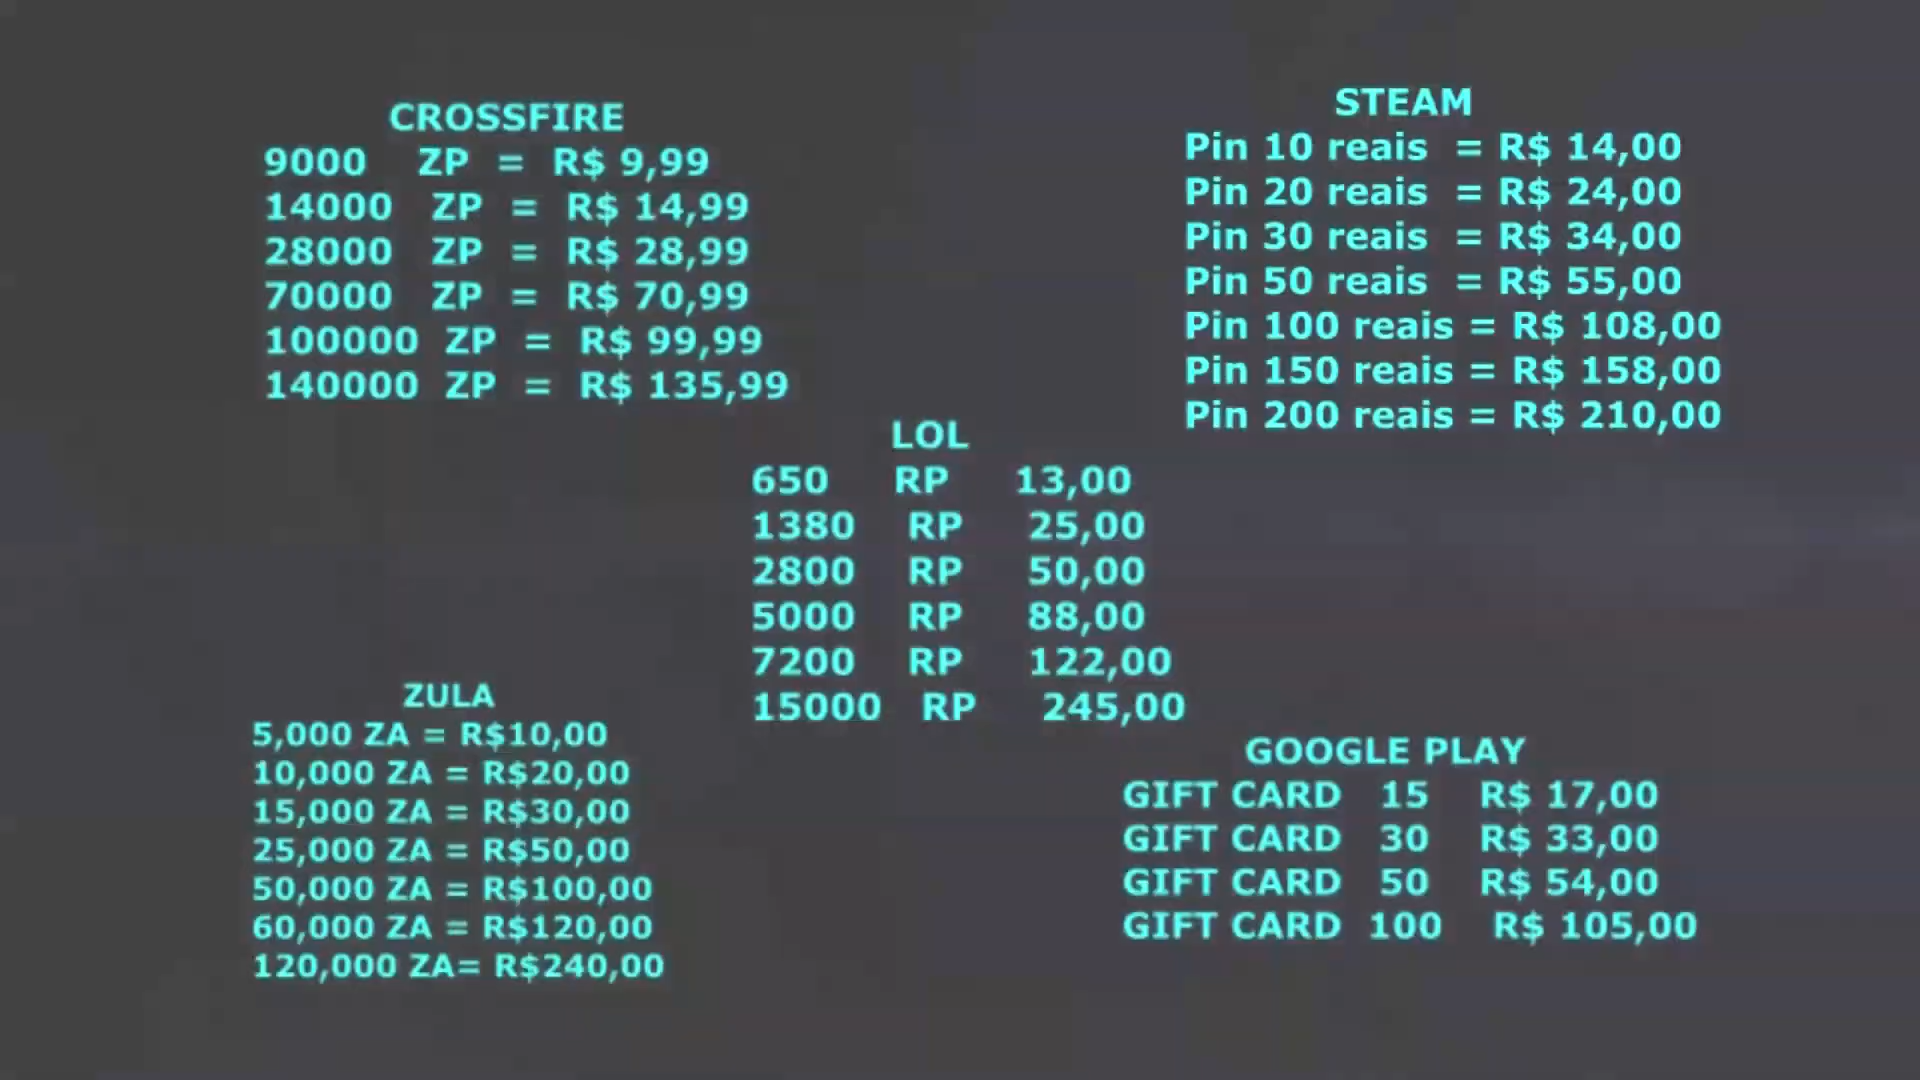 CROSSFIRE
9000 ZP = R$ 9,99
14000 ZP = R$ 14,99
28000 ZP = R$ 28,99
70000 ZP = R$ 70,99
100000 ZP = R$ 99,99
140000 ZP = R$ 135,99
STEAM
Pin 10 reais = R$ 14,00
Pin 20 reais = R$ 24,00
Pin 30 reais = R$ 34,00
Pin 50 reais = R$ 55,00
Pin 100 reais = R$ 108,00
Pin 150 reais = R$ 158,00
Pin 200 reais = R$ 210,00
LOL
650 RP 13,00
1380 RP 25,00
2800 RP 50,00
5000 RP 88,00
7200 RP 122,00
15000 RP 245,00
ZULA
5,000 ZA = R$10,00
10,000 ZA = R$20,00
15,000 ZA = R$30,00
25,000 ZA = R$50,00
50,000 ZA = R$100,00
60,000 ZA = R$120,00
120,000 ZA= R$240,00
GOOGLE PLAY
GIFT CARD 15 R$ 17,00
GIFT CARD 30 R$ 33,00
GIFT CARD 50 R$ 54,00
GIFT CARD 100 R$ 105,00